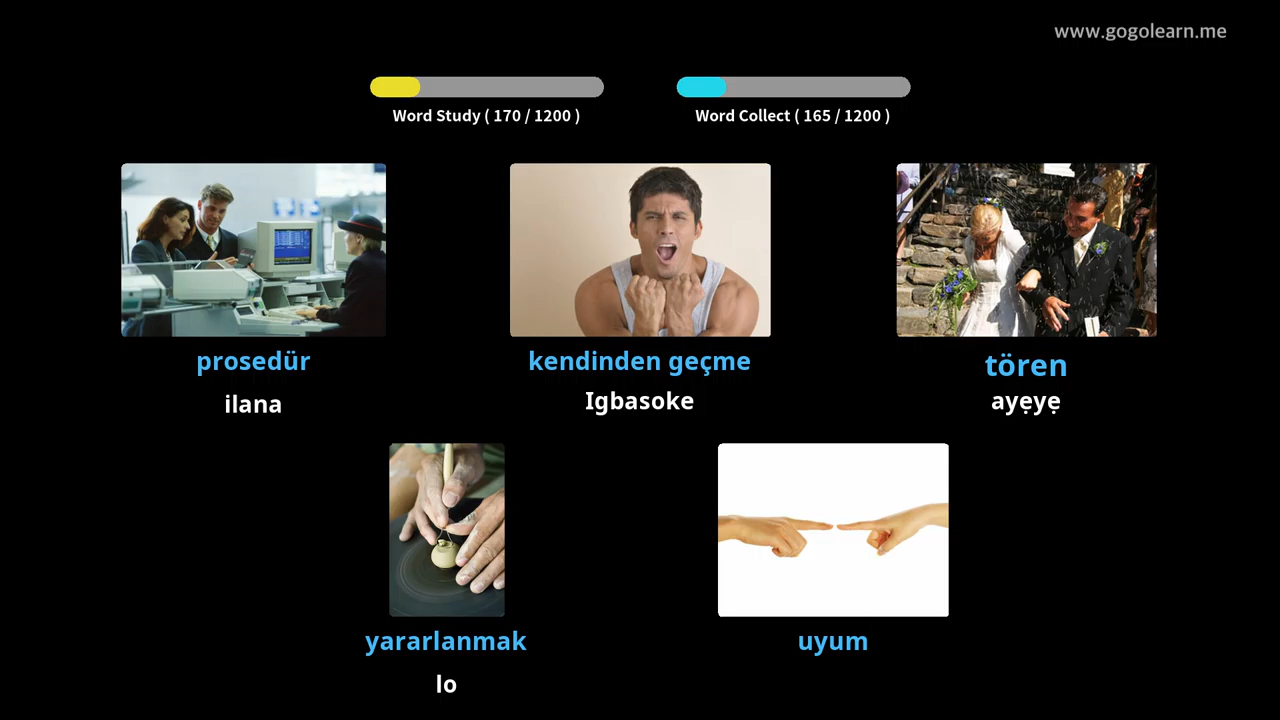 www.gogolearn.me
Word Study ( 170 / 1200 )
Word Collect ( 165 / 1200 )
prosedür
ilana
kendinden geçme
Igbasoke
tören
ayẹyẹ
yararlanmak
lo
uyum